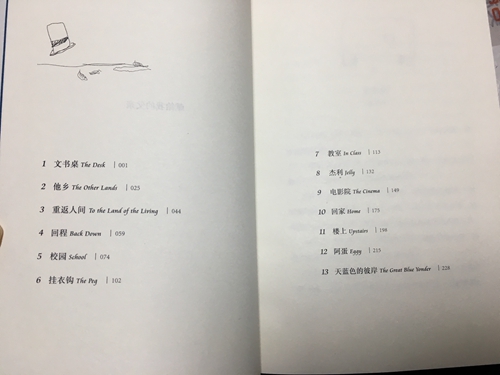 1 文书桌 The Desk | 001
2 他乡 The Other Lands | 025
3 重返人间 To the Land of the Living | 044
4 回程 Back Down | 059
5 校园 School | 074
6 挂衣钩 The Peg | 102
7 教室 In Class | 113
8 杰利 Jelly | 132
9 电影院 The Cinema
10 回家 Home | 175
11 楼上 Upstairs | 198
12 阿蛋 Eggy | 215
13 天蓝色的彼岸 The Great Blue Yonder | 228